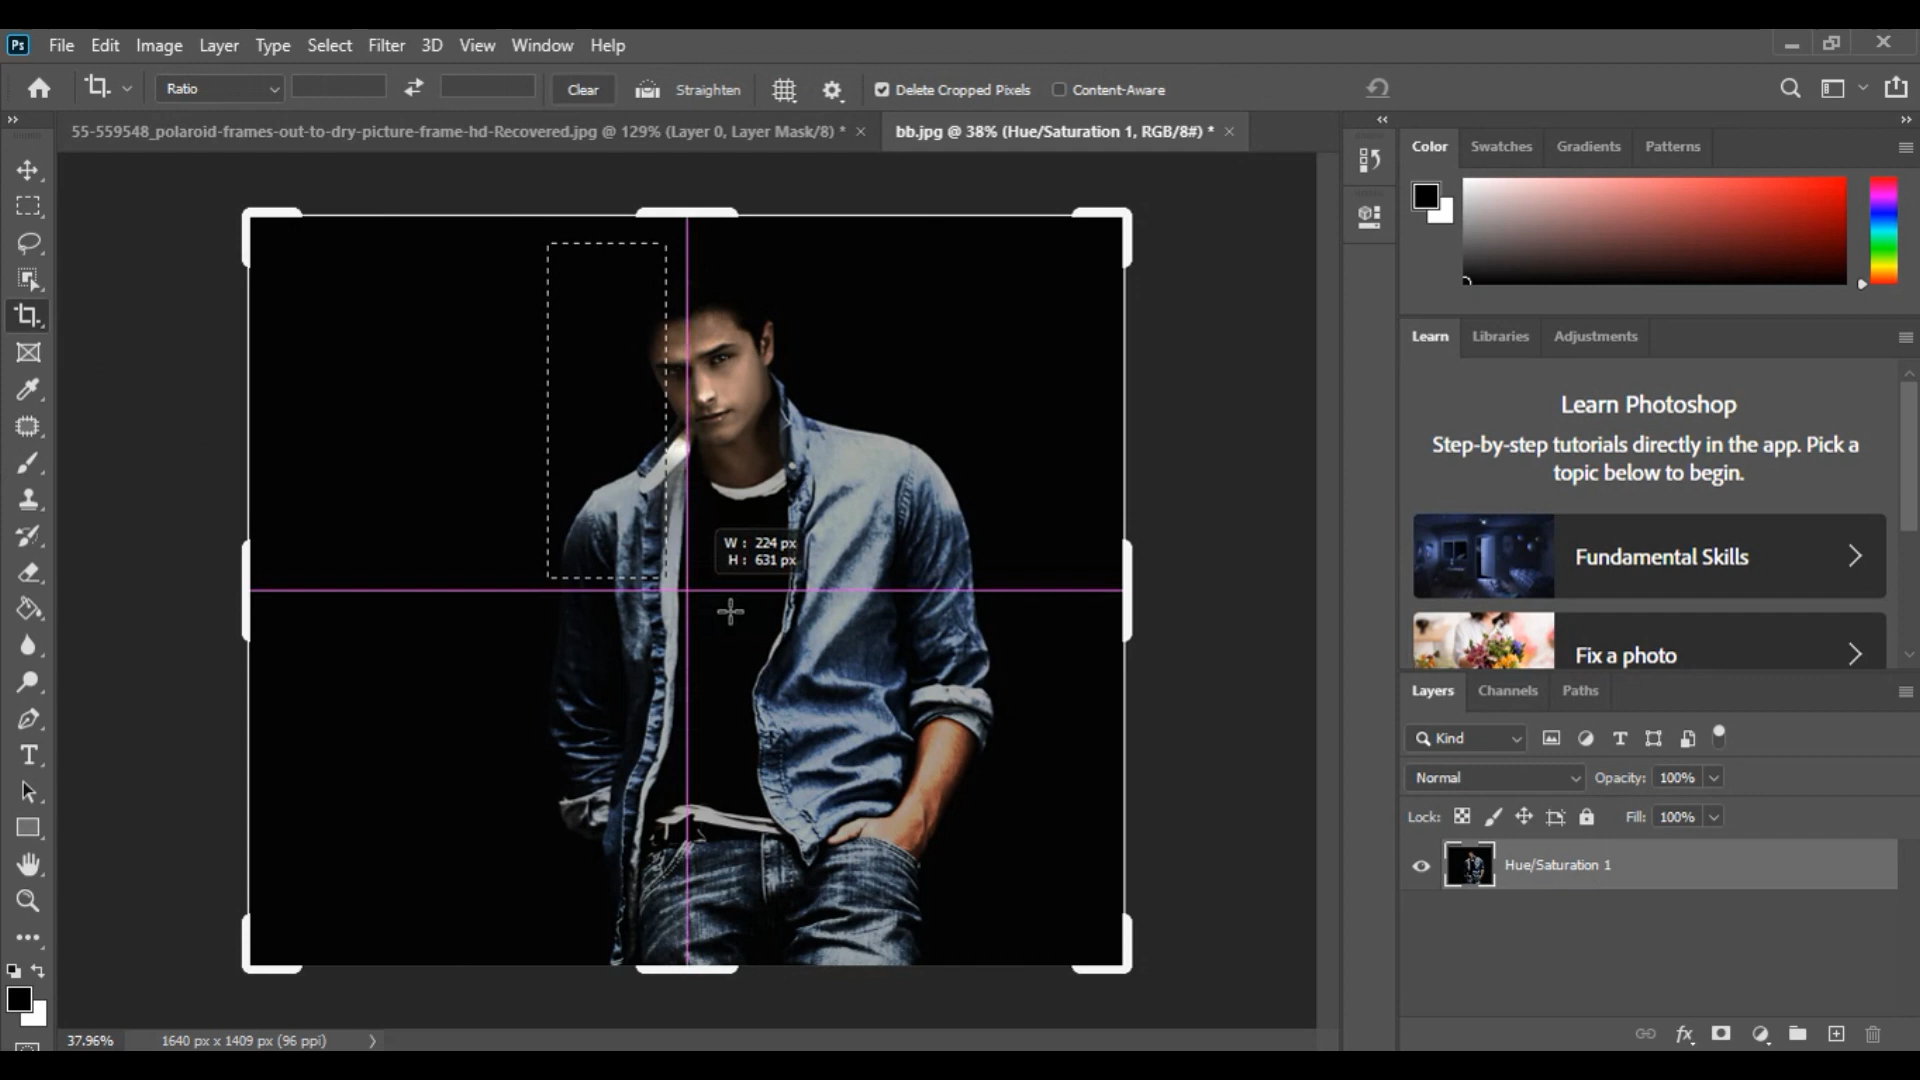 Ps File Edit Image Layer Type Select Filter 3D View Window Help
Ratio Clear Straighten Delete Cropped Pixels Content-Aware
55-559548_polaroid-frames-out-to-dry-picture-frame-hd-Recovered.jpg @ 129% (Layer 0, Layer Mask/8) * × bb.jpg @ 38% (Hue/Saturation 1, RGB/8#) * ×
Color Swatches Gradients Patterns
Learn Libraries Adjustments
Learn Photoshop
Step-by-step tutorials directly in the app. Pick a
topic below to begin.
W : 224 px
H : 631 px
Fundamental Skills
Fix a photo
Layers Channels Paths
Kind
Normal Opacity: 100%
Lock: Fill: 100%
Hue/Saturation 1
37.96% 1640 px x 1409 px (96 ppi)